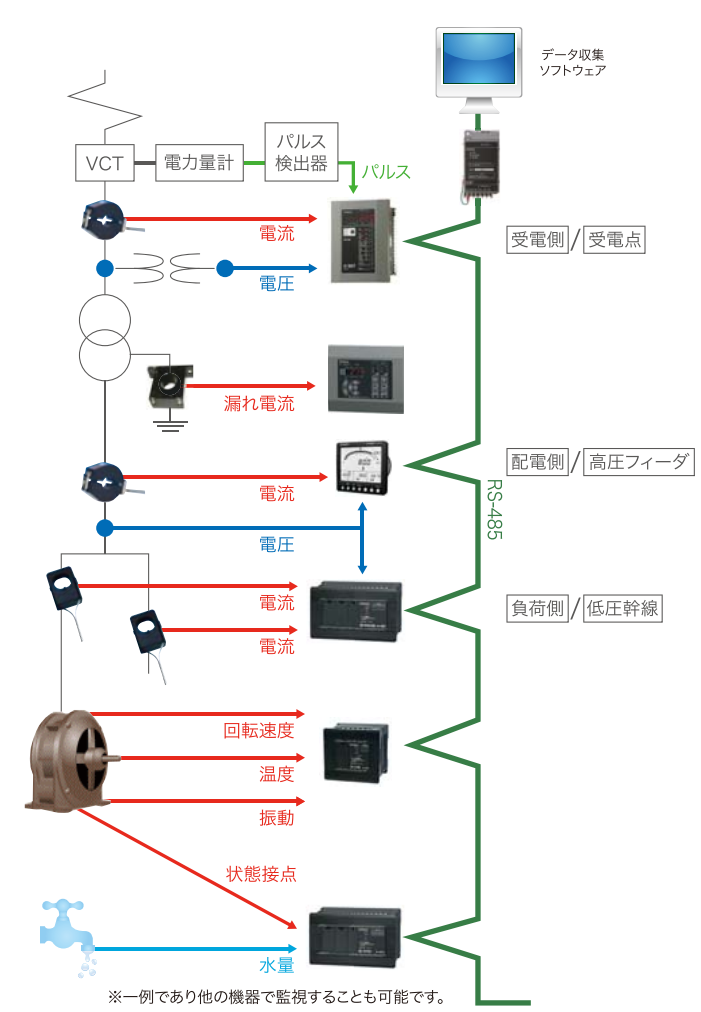 データ収集
ソフトウェア
VCT
電力量計
パルス
検出器
パルス
電流
受電側/受電点
電圧
漏れ電流
配電側/高圧フィーダ
電流
RS-485
電圧
電流
負荷側/低圧幹線
電流
回転速度
温度
振動
状態接点
水量
※一例であり他の機器で監視することも可能です。